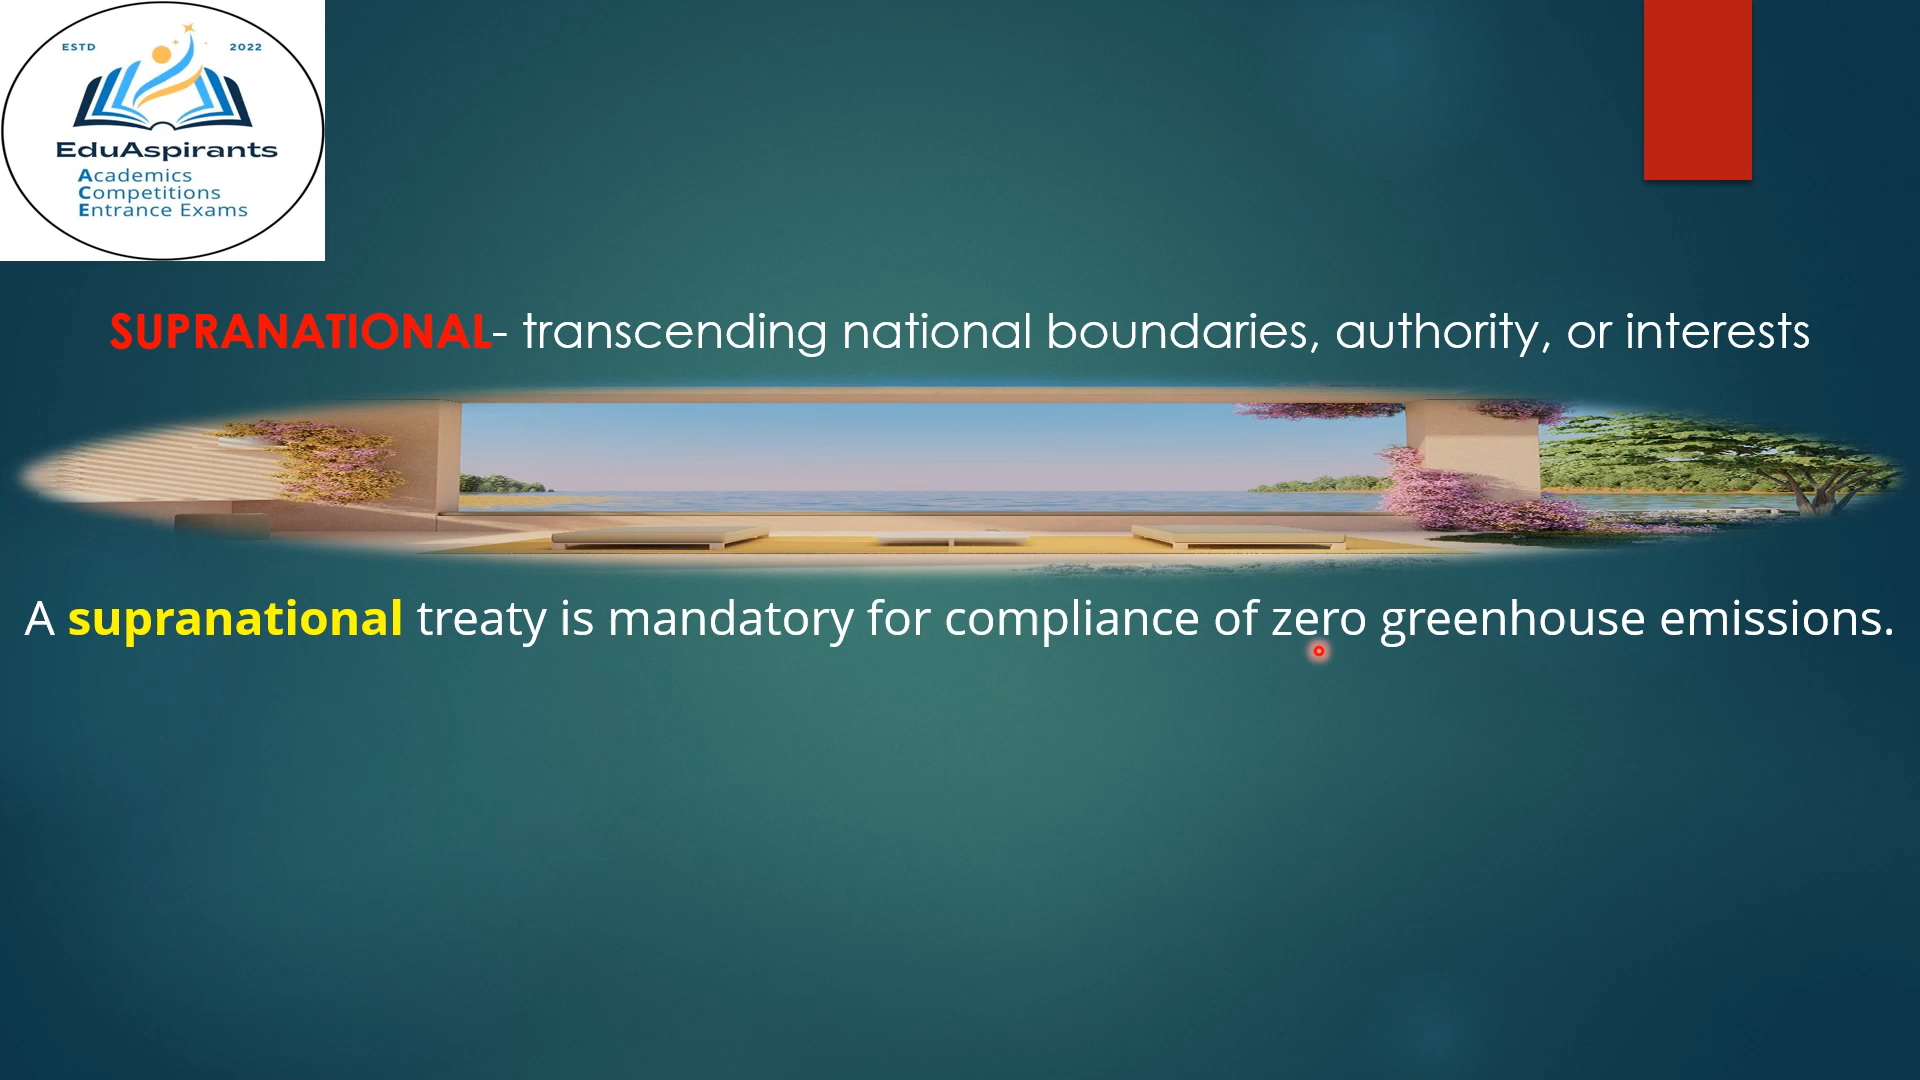 ESTD 2022
EduAspirants
Academics
Competitions
Entrance Exams
SUPRANATIONAL- transcending national boundaries, authority, or interests
A supranational treaty is mandatory for compliance of zero greenhouse emissions.